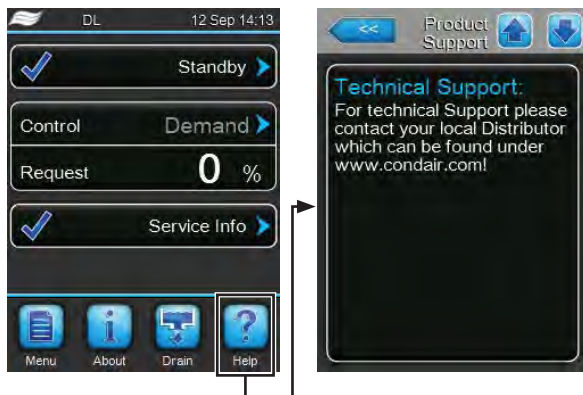 DL 12 Sep 14:13
Standby
Control Demand
Request 0 %
Service Info
Menu About Drain Help
<< Product
Support
Technical Support:
For technical Support please
contact your local Distributor
which can be found under
www.condair.com!